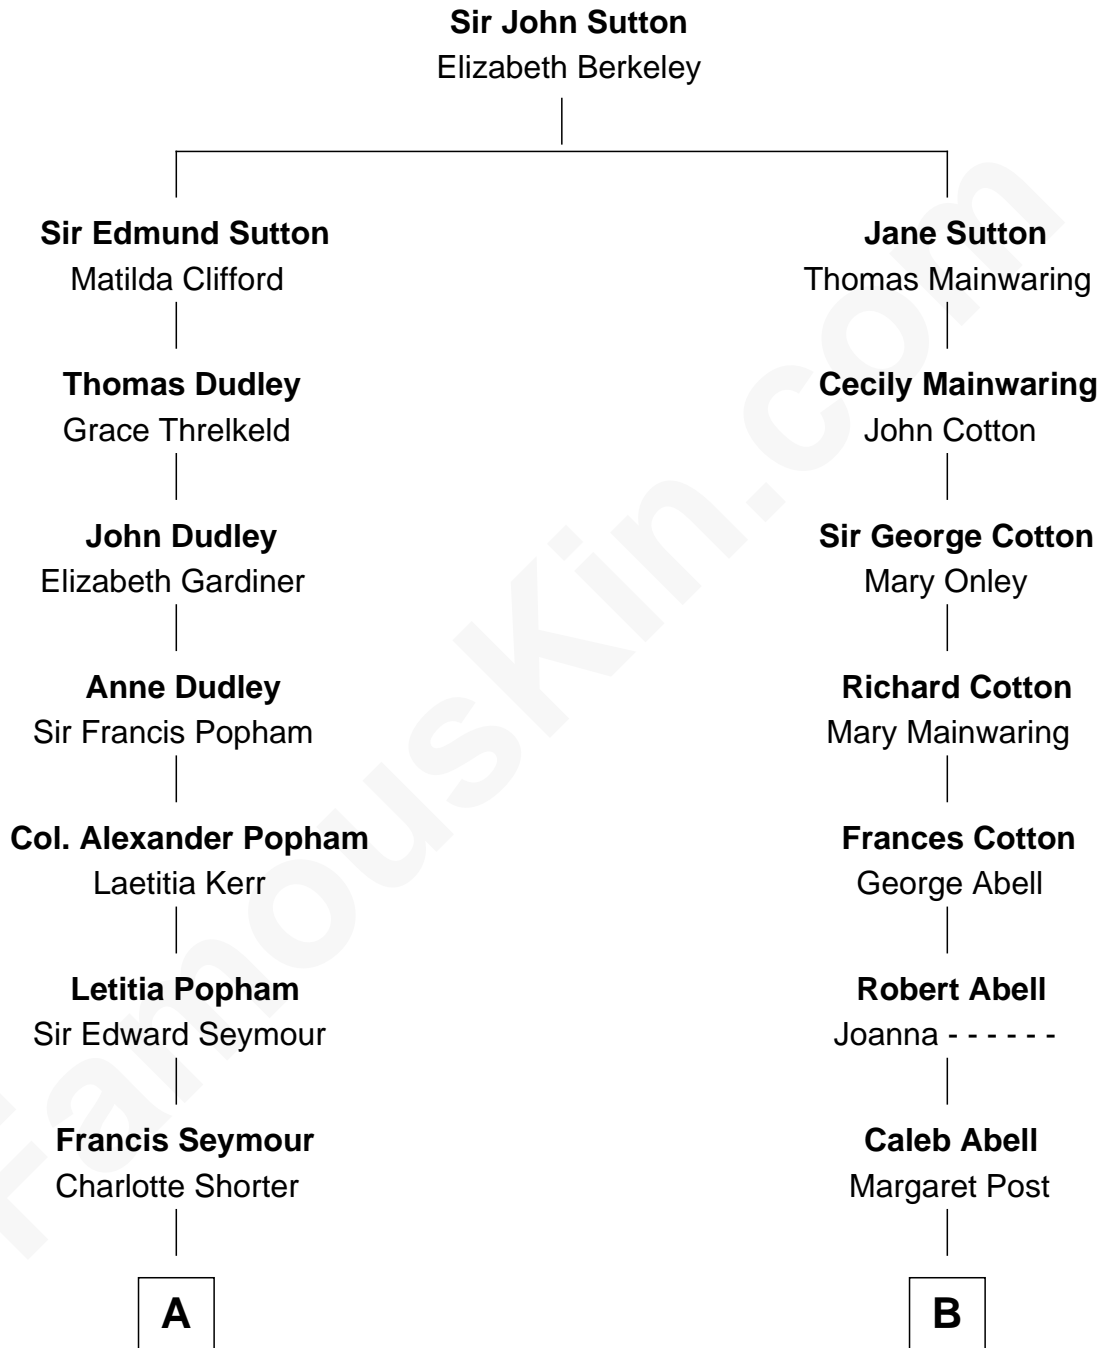 Sir John Sutton
Elizabeth Berkeley
Sir Edmund Sutton
Matilda Clifford
Thomas Dudley
Grace Threlkeld
John Dudley
Elizabeth Gardiner
Anne Dudley
Sir Francis Popham
Col. Alexander Popham
Laetitia Kerr
Letitia Popham
Sir Edward Seymour
Francis Seymour
Charlotte Shorter
A
Jane Sutton
Thomas Mainwaring
Cecily Mainwaring
John Cotton
Sir George Cotton
Mary Onley
Richard Cotton
Mary Mainwaring
Frances Cotton
George Abell
Robert Abell
Joanna - - - - - -
Caleb Abell
Margaret Post
B
FamousKin.com